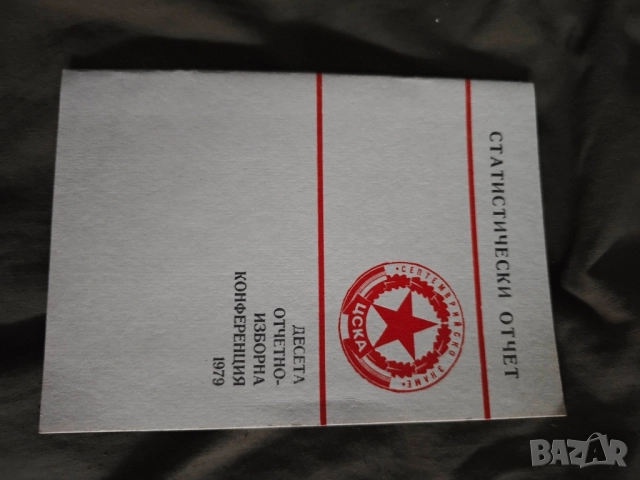 СТАТИСТИЧЕСКИ ОТЧЕТ
• СЕПТЕМВРИЙСКО ЗНАМЕ •
ЦСКА
ДЕСЕТА
ОТЧЕТНО-
ИЗБОРНА
КОНФЕРЕНЦИЯ
1979
BAZAR